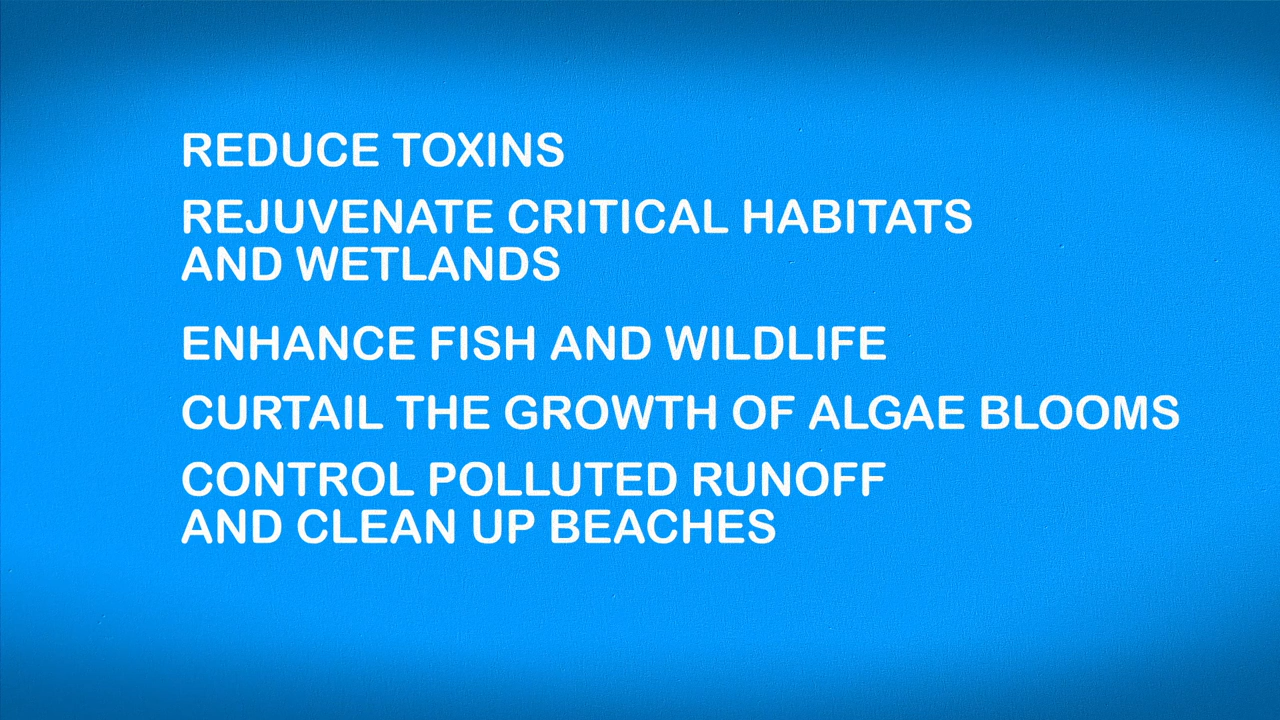 REDUCE TOXINS
REJUVENATE CRITICAL HABITATS
AND WETLANDS
ENHANCE FISH AND WILDLIFE
CURTAIL THE GROWTH OF ALGAE BLOOMS
CONTROL POLLUTED RUNOFF
AND CLEAN UP BEACHES